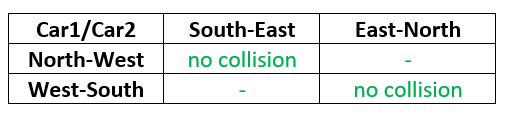 Car1/Car2 South-East East-North
North-West no collision -
West-South - no collision